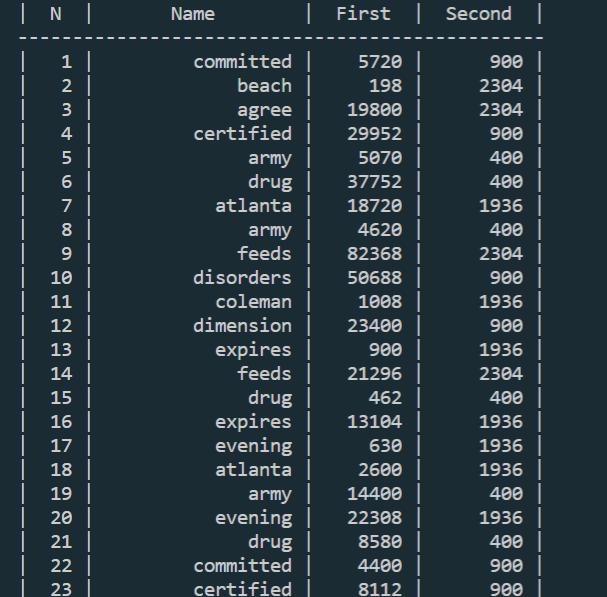 | N | Name | First | Second |
--------------------------------------------------
| 1 | committed | 5720 | 900 |
| 2 | beach | 198 | 2304 |
| 3 | agree | 19800 | 2304 |
| 4 | certified | 29952 | 900 |
| 5 | army | 5070 | 400 |
| 6 | drug | 37752 | 400 |
| 7 | atlanta | 18720 | 1936 |
| 8 | army | 4620 | 400 |
| 9 | feeds | 82368 | 2304 |
| 10 | disorders | 50688 | 900 |
| 11 | coleman | 1008 | 1936 |
| 12 | dimension | 23400 | 900 |
| 13 | expires | 900 | 1936 |
| 14 | feeds | 21296 | 2304 |
| 15 | drug | 462 | 400 |
| 16 | expires | 13104 | 1936 |
| 17 | evening | 630 | 1936 |
| 18 | atlanta | 2600 | 1936 |
| 19 | army | 14400 | 400 |
| 20 | evening | 22308 | 1936 |
| 21 | drug | 8580 | 400 |
| 22 | committed | 4400 | 900 |
| 23 | certified | 8112 | 900 |